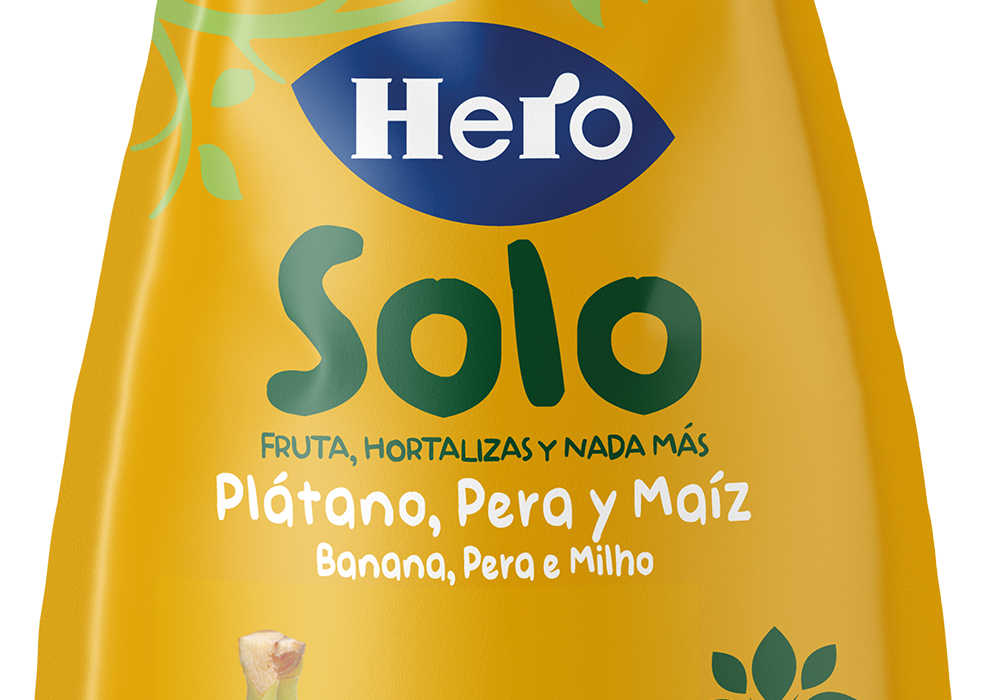 Hero
Solo
FRUTA, HORTALIZAS Y NADA MÁS
Plátano, Pera y Maíz
Banana, Pera e Milho